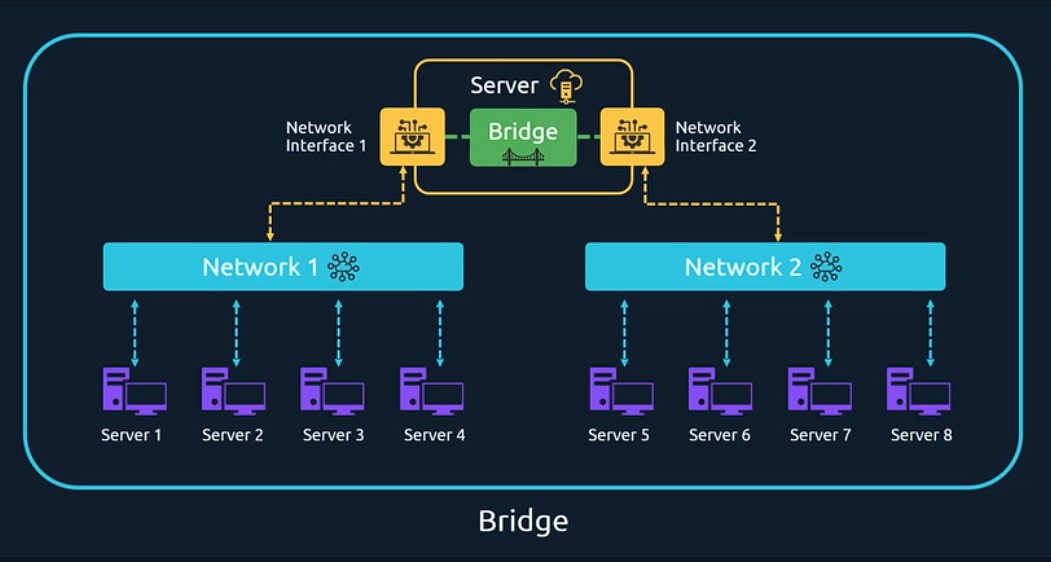 Server
Network
Interface 1
Bridge
Network
Interface 2
Network 1
Network 2
Server 1
Server 2
Server 3
Server 4
Server 5
Server 6
Server 7
Server 8
Bridge